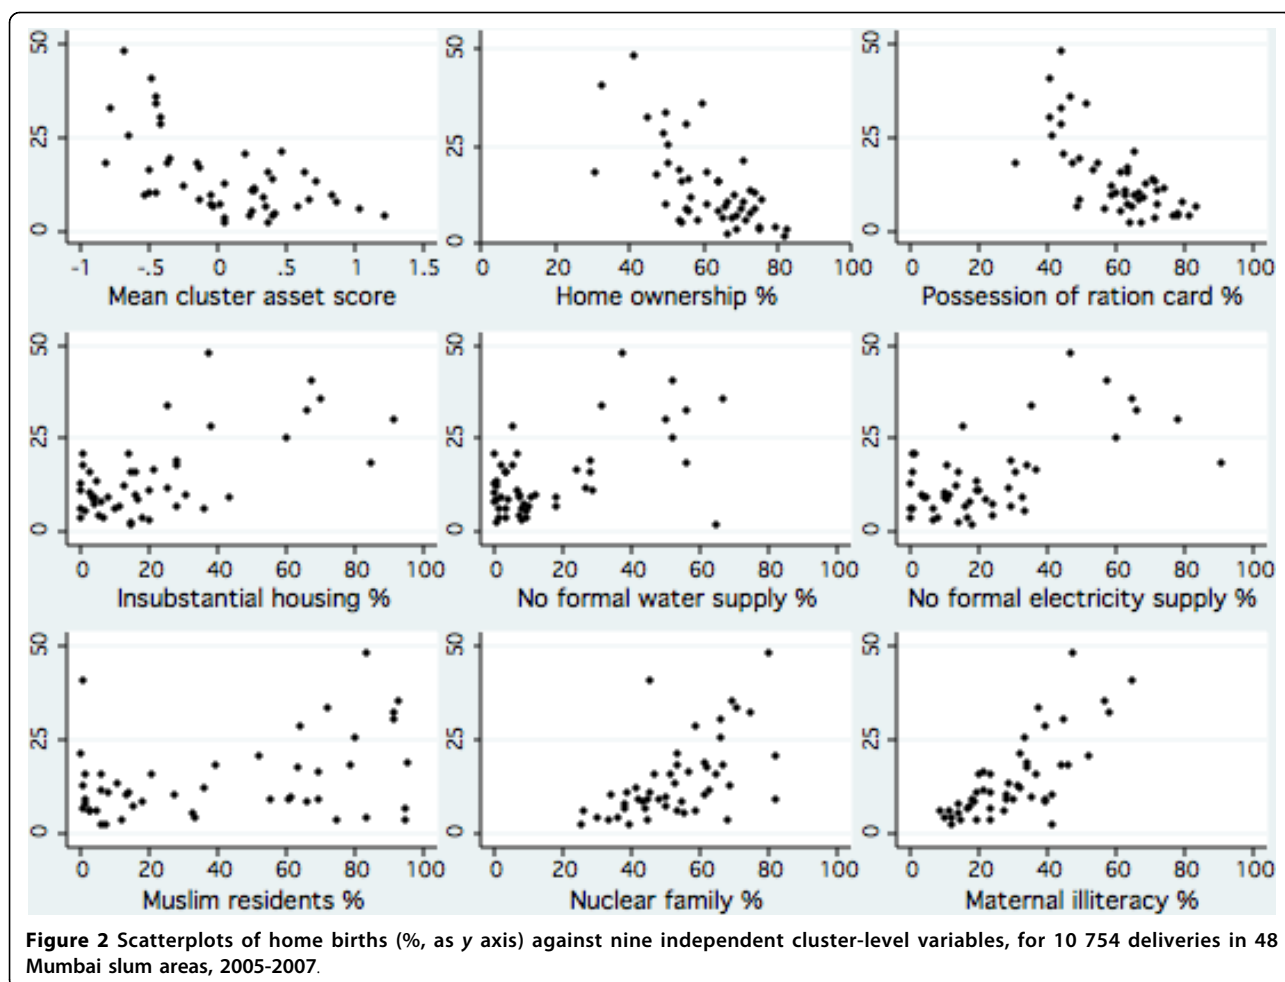 50
25
0
-1 -.5 0 .5 1 1.5
Mean cluster asset score
50
25
0
0 20 40 60 80 100
Home ownership %
50
25
0
0 20 40 60 80 100
Possession of ration card %
50
25
0
0 20 40 60 80 100
Insubstantial housing %
50
25
0
0 20 40 60 80 100
No formal water supply %
50
25
0
0 20 40 60 80 100
No formal electricity supply %
50
25
0
0 20 40 60 80 100
Muslim residents %
50
25
0
0 20 40 60 80 100
Nuclear family %
50
25
0
0 20 40 60 80 100
Maternal illiteracy %
Figure 2 Scatterplots of home births (%, as y axis) against nine independent cluster-level variables, for 10 754 deliveries in 48
Mumbai slum areas, 2005-2007.